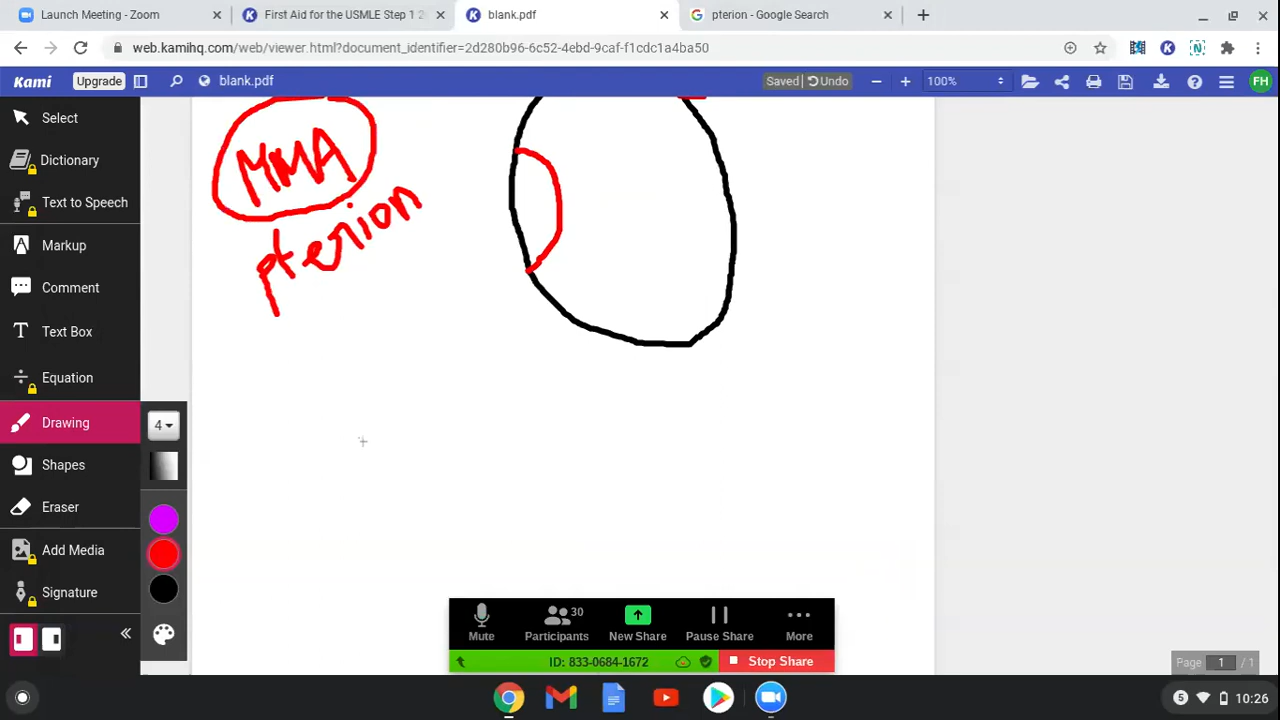 Launch Meeting - Zoom
First Aid for the USMLE Step 1 2
blank.pdf
pterion - Google Search
web.kamihq.com/web/viewer.html?document_identifier=2d280b96-6c52-4ebd-9caf-f1cdc1a4ba50
Kami
Upgrade
blank.pdf
Saved Undo
100%
FH
Select
Dictionary
Text to Speech
Markup
Comment
Text Box
Equation
Drawing
Shapes
Eraser
Add Media
Signature
4
MMA
pterion
30
Mute
Participants
New Share
Pause Share
More
ID: 833-0684-1672
Stop Share
Page 1 / 1
5
10:26